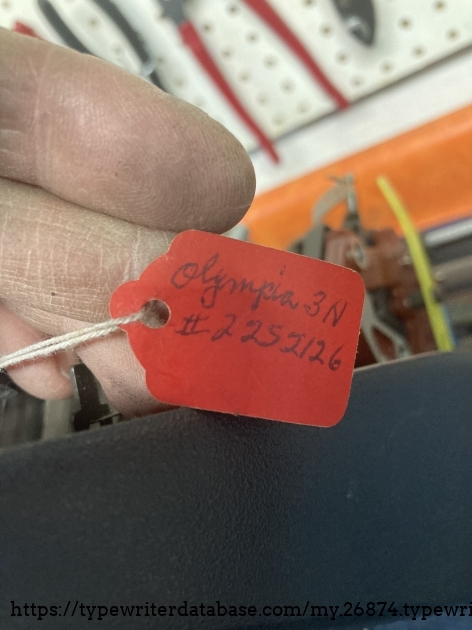 Olympia 3N
# 2252126
https://typewriterdatabase.com/my.26874.typewri